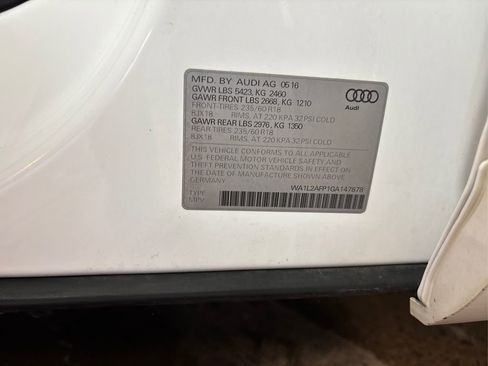 MFD. BY AUDI AG 0516
GVWR LBS 5423, KG 2460
GAWR FRONT LBS 2668, KG 1210
FRONT-TIRES 235/60 R18
8JX18 RIMS, AT 220 KPA 32 PSI COLD
GAWR REAR LBS 2976, KG 1350
REAR TIRES 235/60 R18
8JX18 RIMS, AT 220 KPA 32 PSI COLD
THIS VEHICLE CONFORMS TO ALL APPLICABLE
U.S. FEDERAL MOTOR VEHICLE SAFETY AND
THEFT PREVENTION STANDARDS IN EFFECT ON
THE DATE OF MANUFACTURE SHOWN ABOVE
GERMANY
WA1L2AFP1GA147878
TYPE
MPV
Audi